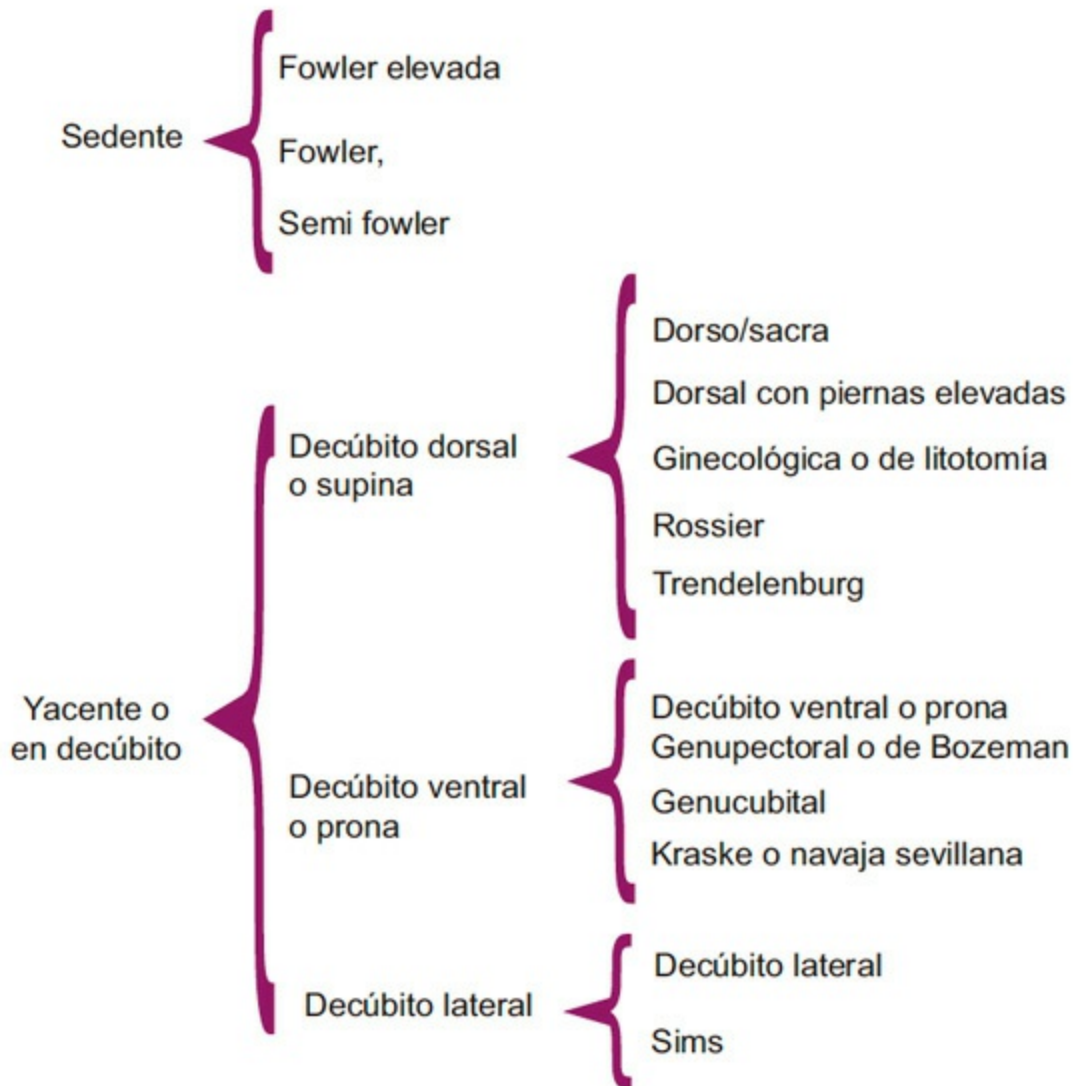 Sedente
Fowler elevada
Fowler,
Semi fowler
Yacente o
en decúbito
Decúbito dorsal
o supina
Dorso/sacra
Dorsal con piernas elevadas
Ginecológica o de litotomía
Rossier
Trendelenburg
Decúbito ventral
o prona
Decúbito ventral o prona
Genupectoral o de Bozeman
Genucubital
Kraske o navaja sevillana
Decúbito lateral
Decúbito lateral
Sims